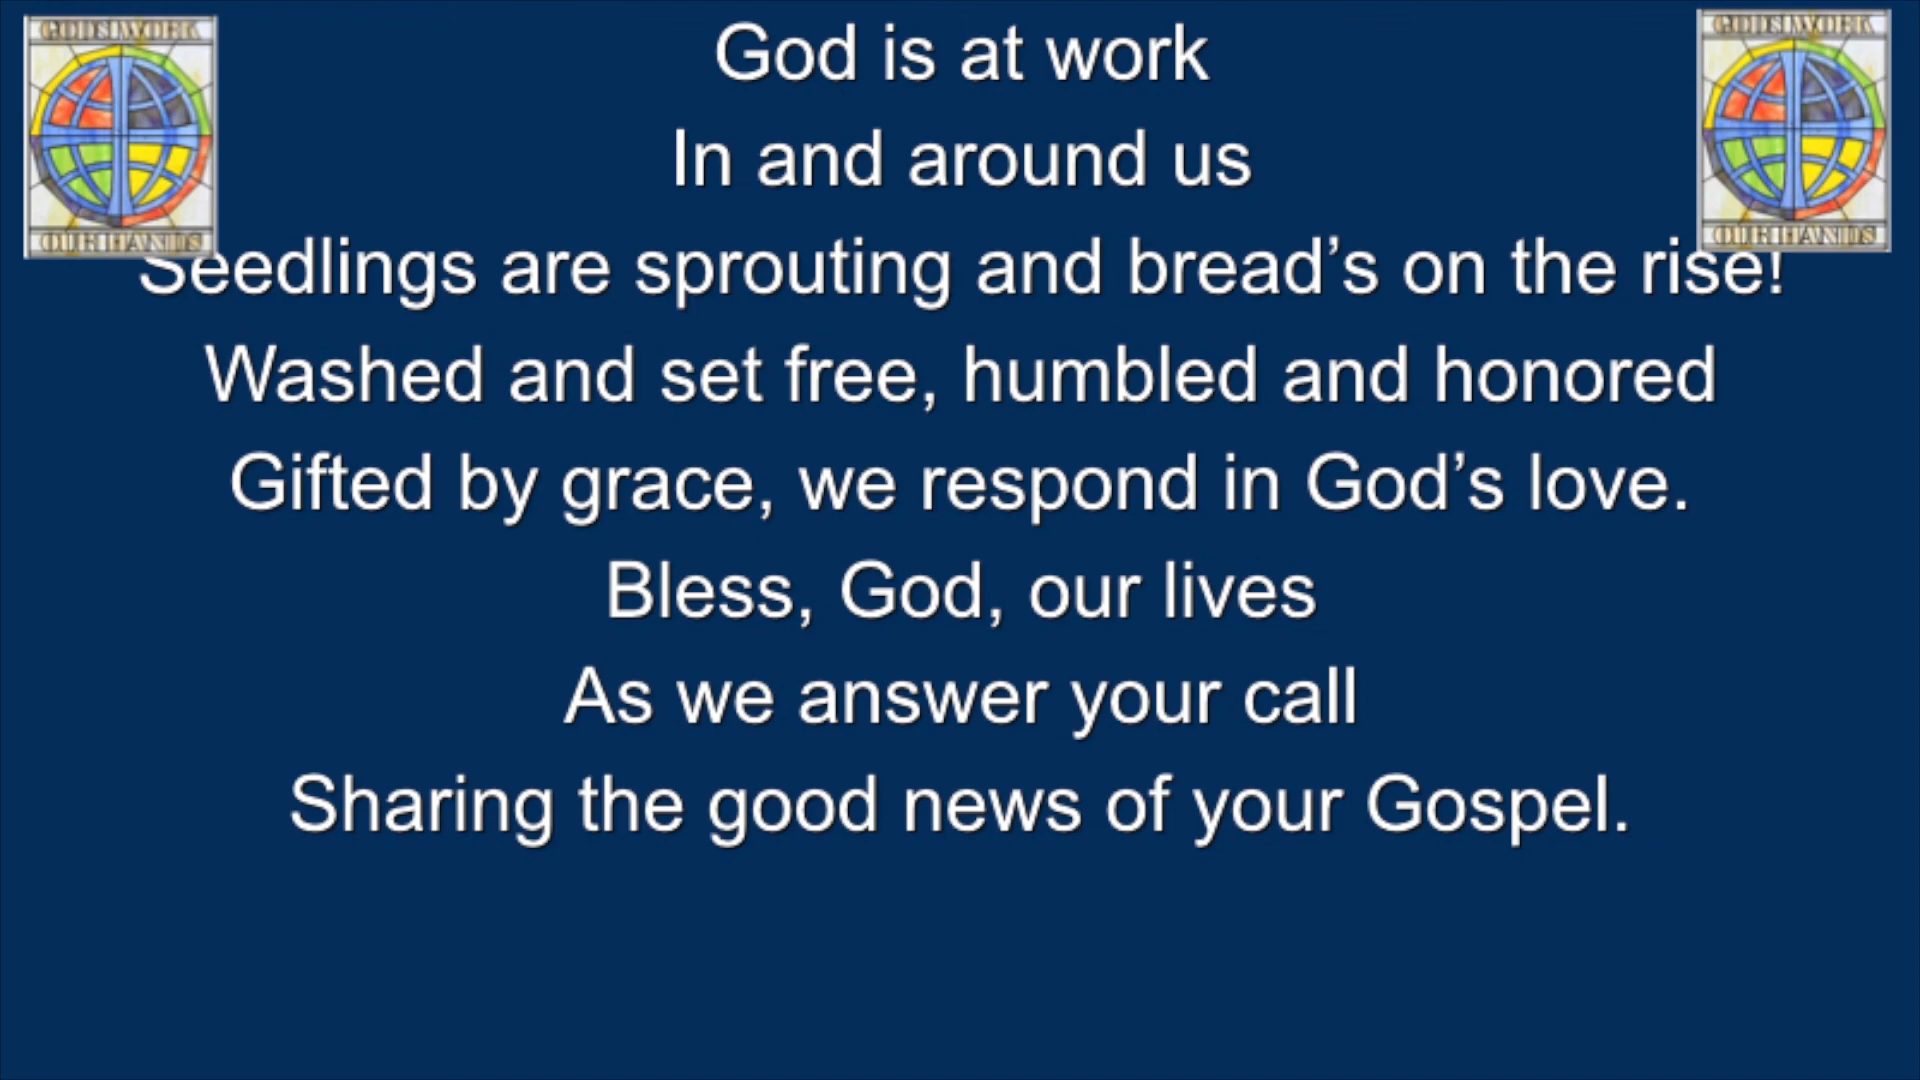 GOD'S WORK
GOD'S WORK
God is at work
In and around us
OUR HANDS
OUR HANDS
Seedlings are sprouting and bread’s on the rise!
Washed and set free, humbled and honored
Gifted by grace, we respond in God’s love.
Bless, God, our lives
As we answer your call
Sharing the good news of your Gospel.